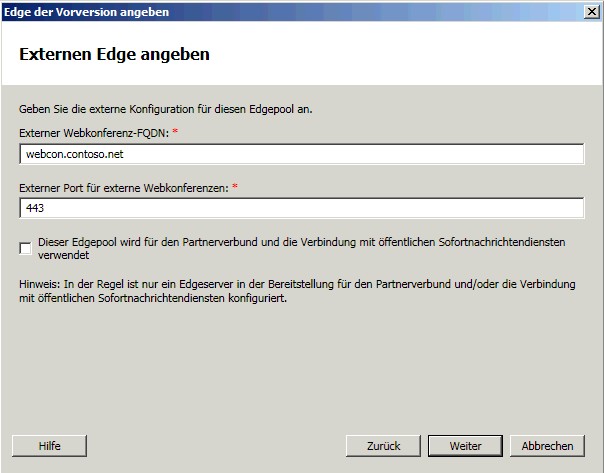 Edge der Vorversion angeben
Externen Edge angeben
Geben Sie die externe Konfiguration für diesen Edgepool an.
Externer Webkonferenz-FQDN: *
webcon.contoso.net
Externer Port für externe Webkonferenzen: *
443
Dieser Edgepool wird für den Partnerverbund und die Verbindung mit öffentlichen Sofortnachrichtendiensten
verwendet
Hinweis: In der Regel ist nur ein Edgeserver in der Bereitstellung für den Partnerverbund und/oder die Verbindung
mit öffentlichen Sofortnachrichtendiensten konfiguriert.
Hilfe
Zurück
Weiter
Abbrechen